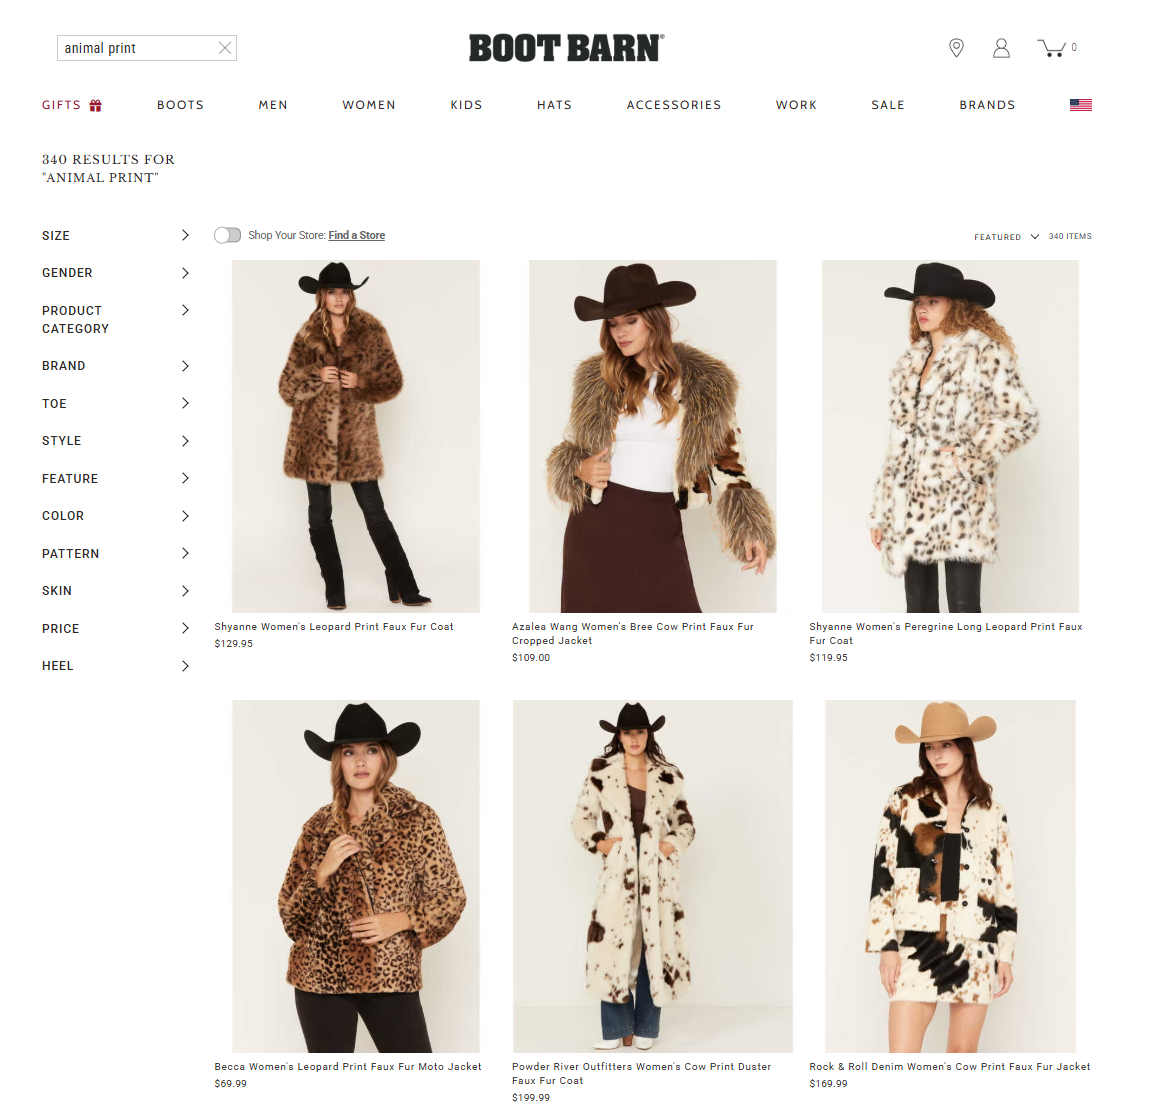 animal print
BOOT BARN®
0
GIFTS
BOOTS
MEN
WOMEN
KIDS
HATS
ACCESSORIES
WORK
SALE
BRANDS
340 RESULTS FOR
"ANIMAL PRINT"
SIZE
GENDER
PRODUCT
CATEGORY
BRAND
TOE
STYLE
FEATURE
COLOR
PATTERN
SKIN
PRICE
HEEL
Shop Your Store: Find a Store
FEATURED
340 ITEMS
Shyanne Women's Leopard Print Faux Fur Coat
$129.95
Azalea Wang Women's Bree Cow Print Faux Fur
Cropped Jacket
$109.00
Shyanne Women's Peregrine Long Leopard Print Faux
Fur Coat
$119.95
Becca Women's Leopard Print Faux Fur Moto Jacket
$69.99
Powder River Outfitters Women's Cow Print Duster
Faux Fur Coat
$199.99
Rock & Roll Denim Women's Cow Print Faux Fur Jacket
$169.99